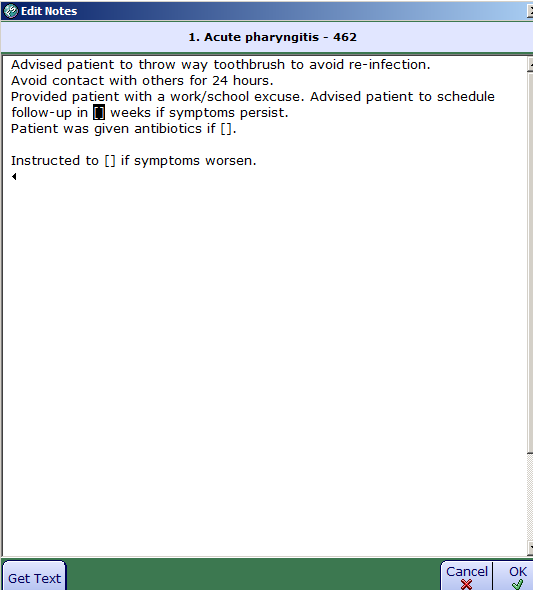 Edit Notes
1. Acute pharyngitis - 462
Advised patient to throw way toothbrush to avoid re-infection.
Avoid contact with others for 24 hours.
Provided patient with a work/school excuse. Advised patient to schedule
follow-up in [] weeks if symptoms persist.
Patient was given antibiotics if [].
Instructed to [] if symptoms worsen.
Get Text
Cancel
OK